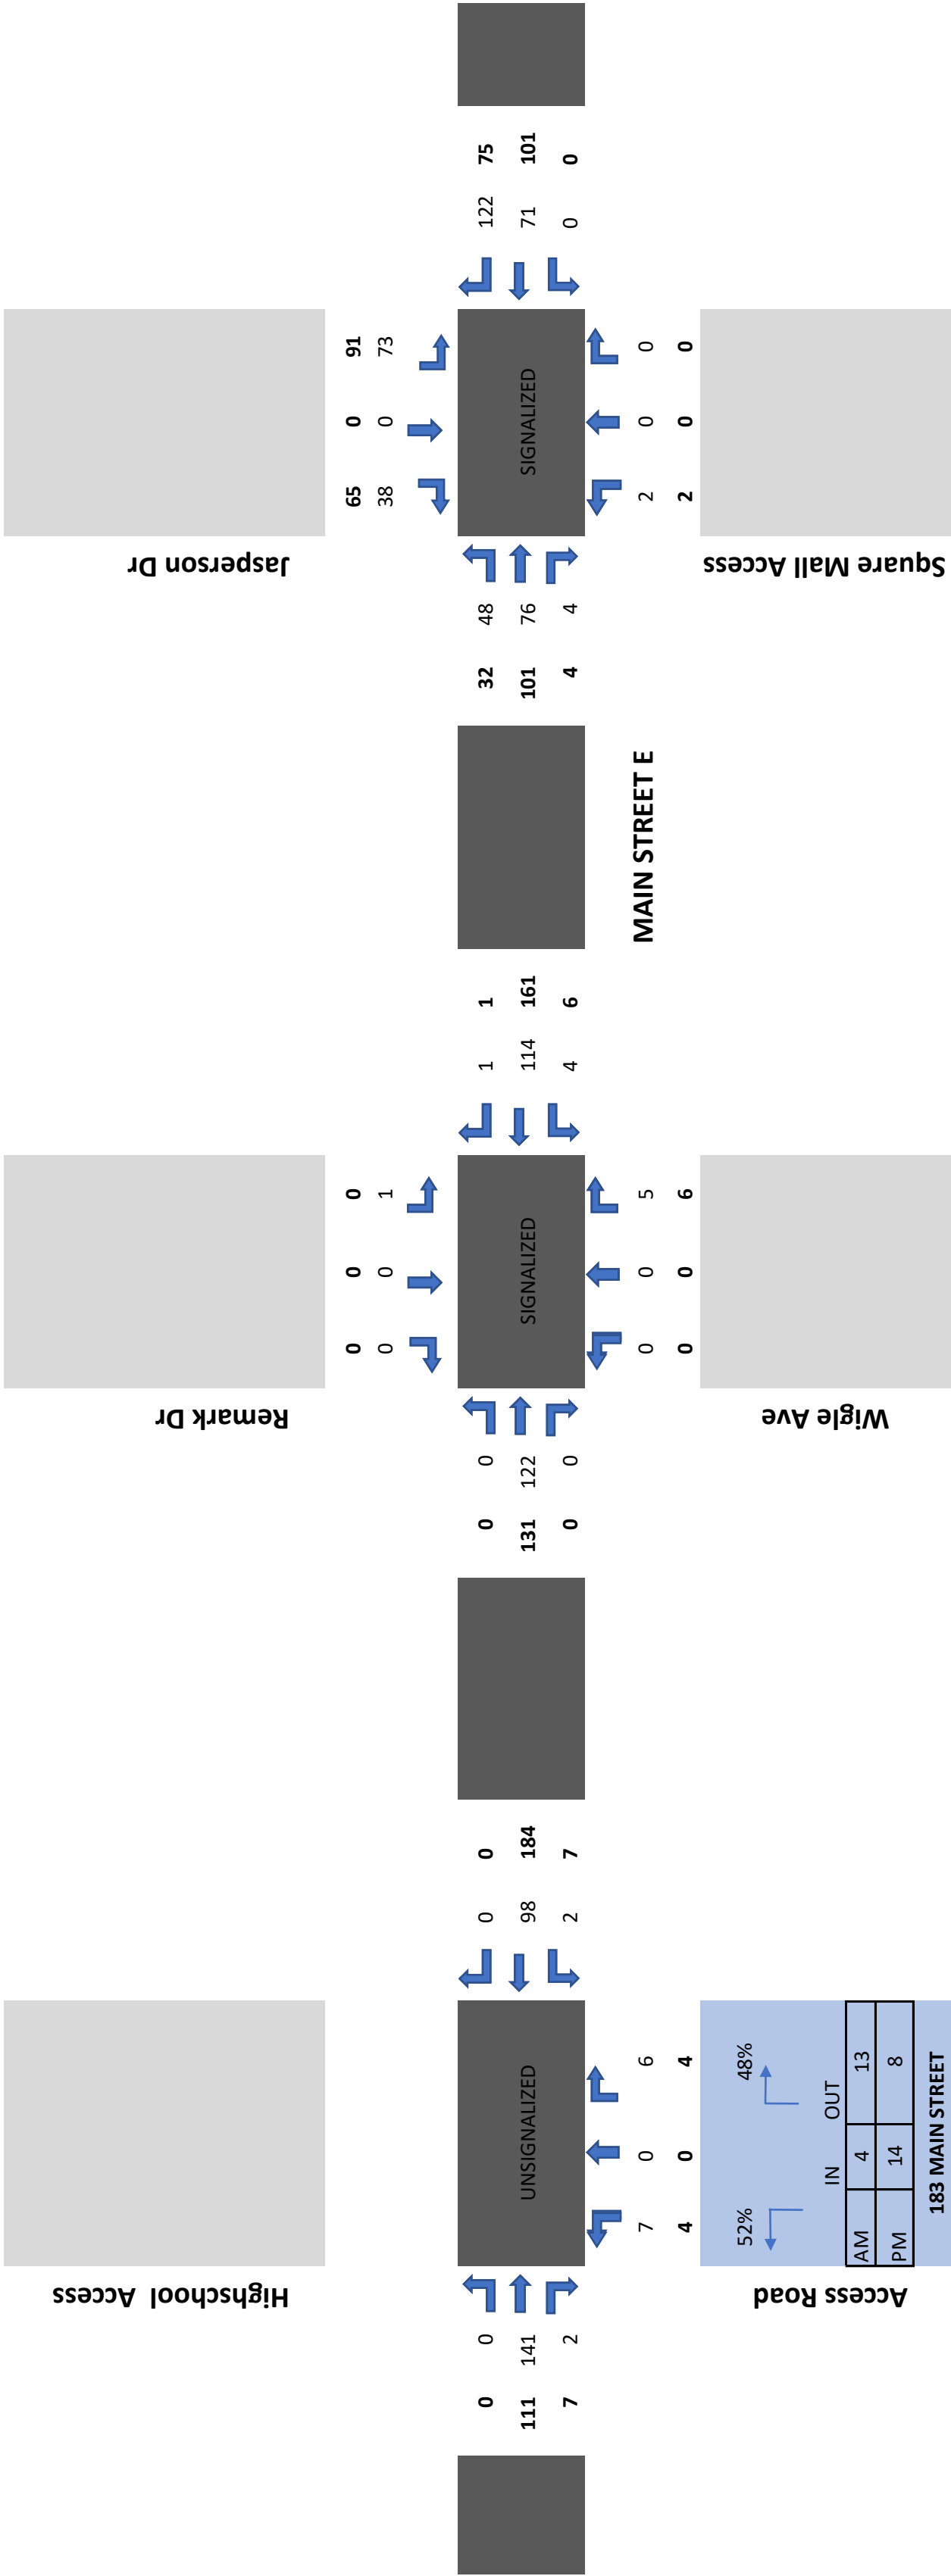 Highschool Access
Remark Dr
Jasperson Dr
0 0 0
0 0 1
65 0 91
38 0 73
0 0
111 141
7 2
UNSIGNALIZED
0 0
98 184
2 7
0 0
131 122
0 0
SIGNALIZED
1 1
114 161
4 6
32 48
101 76
4 4
SIGNALIZED
122 75
71 101
0 0
7 0 6
4 0 4
0 0 5
0 0 6
MAIN STREET E
2 0 0
2 0 0
Access Road
52% 48%
IN OUT
AM 4 13
PM 14 8
183 MAIN STREET
Wigle Ave
Square Mall Access